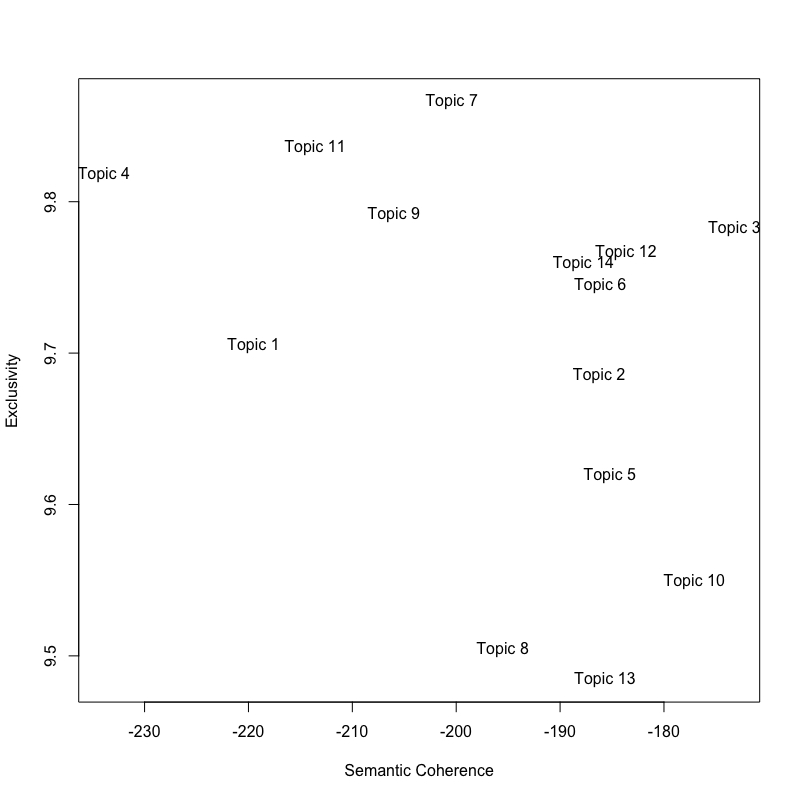 Topic 7
Topic 11
Topic 4
9.8
Topic 9
Topic 3
Topic 12
Topic 14
Topic 6
Topic 1
9.7
Topic 2
Exclusivity
Topic 5
9.6
Topic 10
Topic 8
9.5
Topic 13
-230 -220 -210 -200 -190 -180
Semantic Coherence